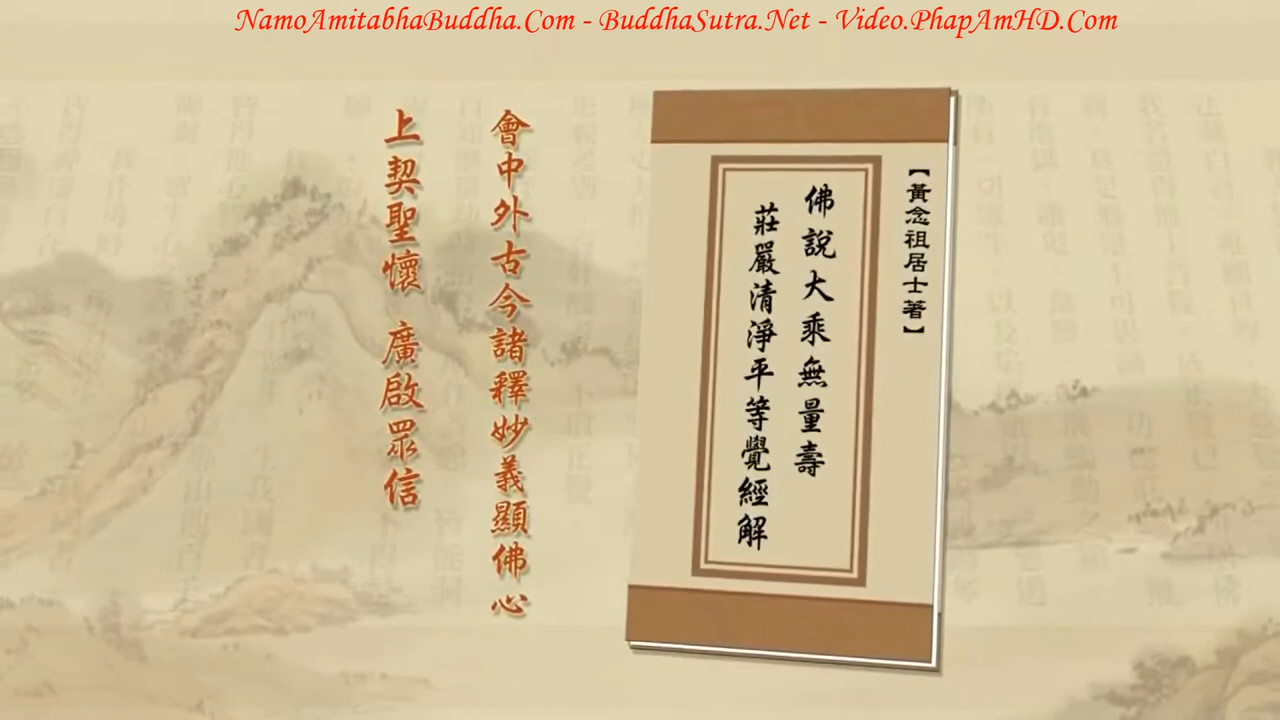 NamoAmitabhaBuddha.Com - BuddhaSutra.Net - Video.PhapAmHD.Com
【黃念祖居士著】
佛說大乘無量壽
莊嚴清淨平等覺經解
會中外古今諸釋妙義顯佛心
上契聖懷 廣啟眾信